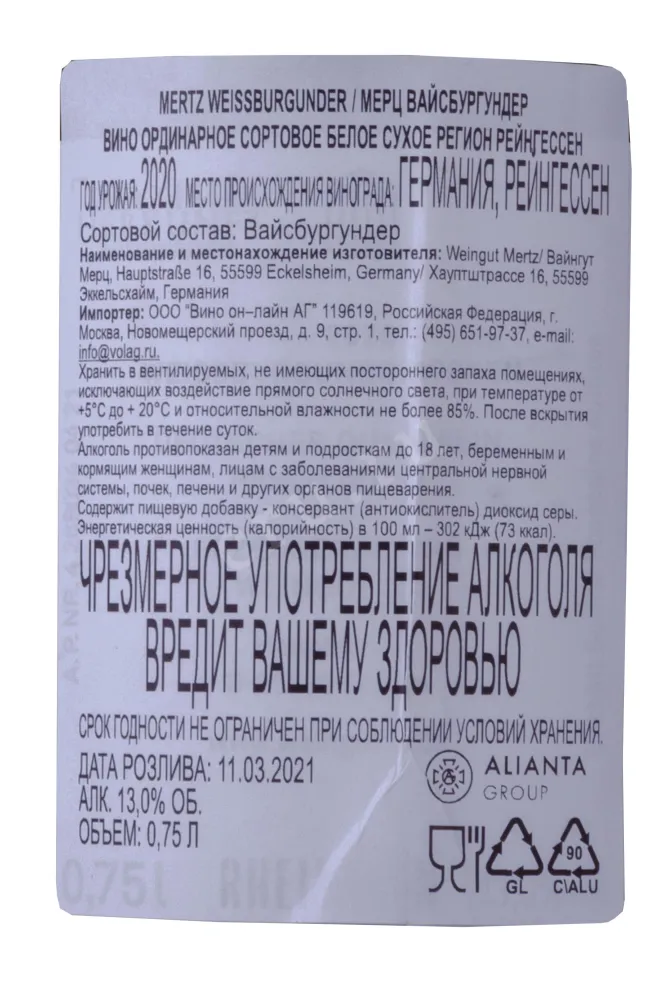 MERTZ WEISSBURGUNDER / МЕРЦ ВАЙСБУРГУНДЕР
ВИНО ОРДИНАРНОЕ СОРТОВОЕ БЕЛОЕ СУХОЕ РЕГИОН РЕЙНГЕССЕН
ГОД УРОЖАЯ: 2020 МЕСТО ПРОИСХОЖДЕНИЯ ВИНОГРАДА: ГЕРМАНИЯ, РЕЙНГЕССЕН
Сортовой состав: Вайсбургундер
Наименование и местонахождение изготовителя: Weingut Mertz/ Вайнгут
Мерц, Hauptstraße 16, 55599 Eckelsheim, Germany/ Хауптштрассе 16, 55599
Эккельсхайм, Германия
Импортер: ООО "Вино он–лайн АГ" 119619, Российская Федерация, г.
Москва, Новомещерский проезд, д. 9, стр. 1, тел.: (495) 651-97-37, e-mail:
info@volag.ru.
Хранить в вентилируемых, не имеющих постороннего запаха помещениях,
исключающих воздействие прямого солнечного света, при температуре от
+5°C до + 20°C и относительной влажности не более 85%. После вскрытия
употребить в течение суток.
Алкоголь противопоказан детям и подросткам до 18 лет, беременным и
кормящим женщинам, лицам с заболеваниями центральной нервной
системы, почек, печени и других органов пищеварения.
Содержит пищевую добавку - консервант (антиокислитель) диоксид серы.
Энергетическая ценность (калорийность) в 100 мл – 302 кДж (73 ккал).
ЧРЕЗМЕРНОЕ УПОТРЕБЛЕНИЕ АЛКОГОЛЯ
ВРЕДИТ ВАШЕМУ ЗДОРОВЬЮ
СРОК ГОДНОСТИ НЕ ОГРАНИЧЕН ПРИ СОБЛЮДЕНИИ УСЛОВИЙ ХРАНЕНИЯ.
ДАТА РОЗЛИВА: 11.03.2021
АЛК. 13,0% ОБ.
ОБЪЕМ: 0,75 Л
ALIANTA
GROUP
GL
90
C\ALU
0,75l